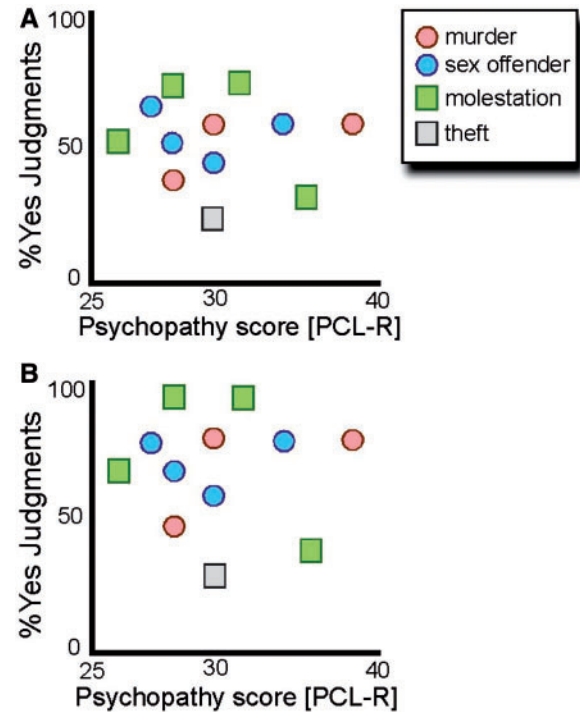 A
100
50
0
%Yes Judgments
25 30 40
Psychopathy score [PCL-R]
murder
sex offender
molestation
theft
B
100
50
0
%Yes Judgments
25 30 40
Psychopathy score [PCL-R]